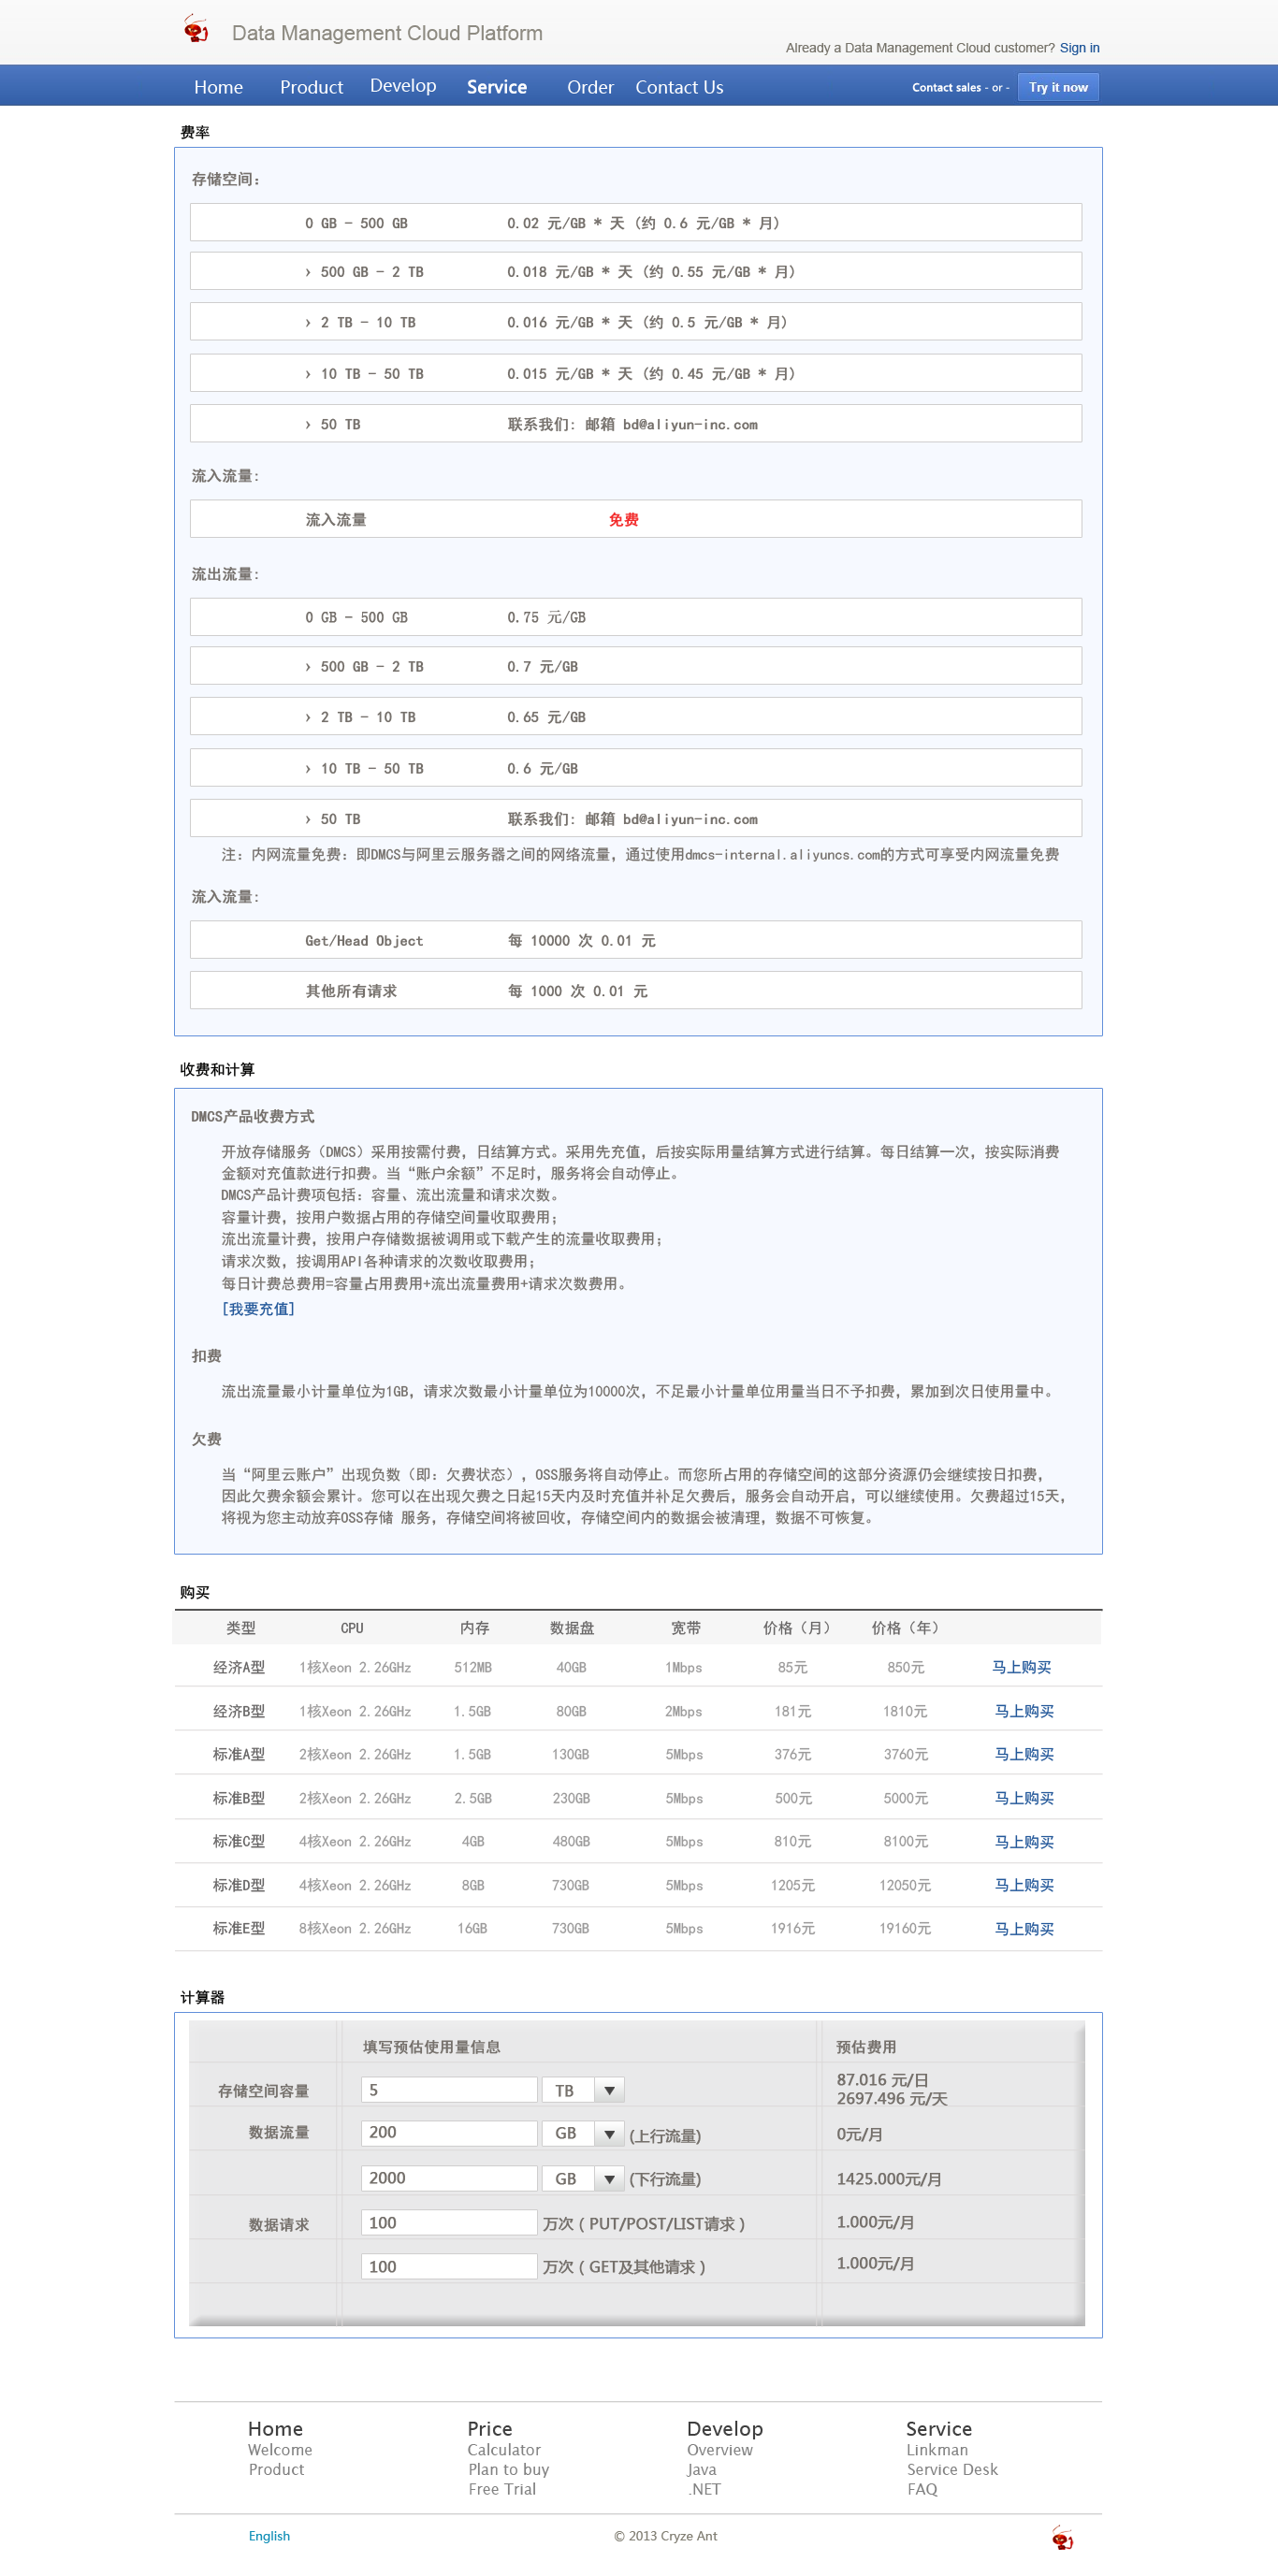 Data Management Cloud Platform
Already a Data Management Cloud customer? Sign in
Home Product Develop Service Order Contact Us Contact sales - or - Try it now
费率
存储空间：
0 GB - 500 GB 0.02 元/GB * 天 (约 0.6 元/GB * 月)
› 500 GB - 2 TB 0.018 元/GB * 天 (约 0.55 元/GB * 月)
› 2 TB - 10 TB 0.016 元/GB * 天 (约 0.5 元/GB * 月)
› 10 TB - 50 TB 0.015 元/GB * 天 (约 0.45 元/GB * 月)
› 50 TB 联系我们: 邮箱 bd@aliyun-inc.com
流入流量:
流入流量 免费
流出流量:
0 GB - 500 GB 0.75 元/GB
› 500 GB - 2 TB 0.7 元/GB
› 2 TB - 10 TB 0.65 元/GB
› 10 TB - 50 TB 0.6 元/GB
› 50 TB 联系我们: 邮箱 bd@aliyun-inc.com
注：内网流量免费：即DMCS与阿里云服务器之间的网络流量，通过使用dmcs-internal.aliyuncs.com的方式可享受内网流量免费
流入流量:
Get/Head Object 每 10000 次 0.01 元
其他所有请求 每 1000 次 0.01 元
收费和计算
DMCS产品收费方式
开放存储服务（DMCS）采用按需付费，日结算方式。采用先充值，后按实际用量结算方式进行结算。每日结算一次，按实际消费
金额对充值款进行扣费。当“账户余额”不足时，服务将会自动停止。
DMCS产品计费项包括：容量、流出流量和请求次数。
容量计费，按用户数据占用的存储空间量收取费用；
流出流量计费，按用户存储数据被调用或下载产生的流量收取费用；
请求次数，按调用API各种请求的次数收取费用；
每日计费总费用=容量占用费用+流出流量费用+请求次数费用。
[我要充值]
扣费
流出流量最小计量单位为1GB，请求次数最小计量单位为10000次，不足最小计量单位用量当日不予扣费，累加到次日使用量中。
欠费
当“阿里云账户”出现负数（即：欠费状态），OSS服务将自动停止。而您所占用的存储空间的这部分资源仍会继续按日扣费，
因此欠费余额会累计。您可以在出现欠费之日起15天内及时充值并补足欠费后，服务会自动开启，可以继续使用。欠费超过15天，
将视为您主动放弃OSS存储 服务，存储空间将被回收，存储空间内的数据会被清理，数据不可恢复。
购买
类型 CPU 内存 数据盘 宽带 价格（月） 价格（年）
经济A型 1核Xeon 2.26GHz 512MB 40GB 1Mbps 85元 850元 马上购买
经济B型 1核Xeon 2.26GHz 1.5GB 80GB 2Mbps 181元 1810元 马上购买
标准A型 2核Xeon 2.26GHz 1.5GB 130GB 5Mbps 376元 3760元 马上购买
标准B型 2核Xeon 2.26GHz 2.5GB 230GB 5Mbps 500元 5000元 马上购买
标准C型 4核Xeon 2.26GHz 4GB 480GB 5Mbps 810元 8100元 马上购买
标准D型 4核Xeon 2.26GHz 8GB 730GB 5Mbps 1205元 12050元 马上购买
标准E型 8核Xeon 2.26GHz 16GB 730GB 5Mbps 1916元 19160元 马上购买
计算器
填写预估使用量信息 预估费用
存储空间容量 5 TB 87.016 元/日
2697.496 元/天
数据流量 200 GB (上行流量) 0元/月
2000 GB (下行流量) 1425.000元/月
数据请求 100 万次 ( PUT/POST/LIST请求 ) 1.000元/月
100 万次 ( GET及其他请求 ) 1.000元/月
Home Price Develop Service
Welcome Calculator Overview Linkman
Product Plan to buy Java Service Desk
Free Trial .NET FAQ
English © 2013 Cryze Ant